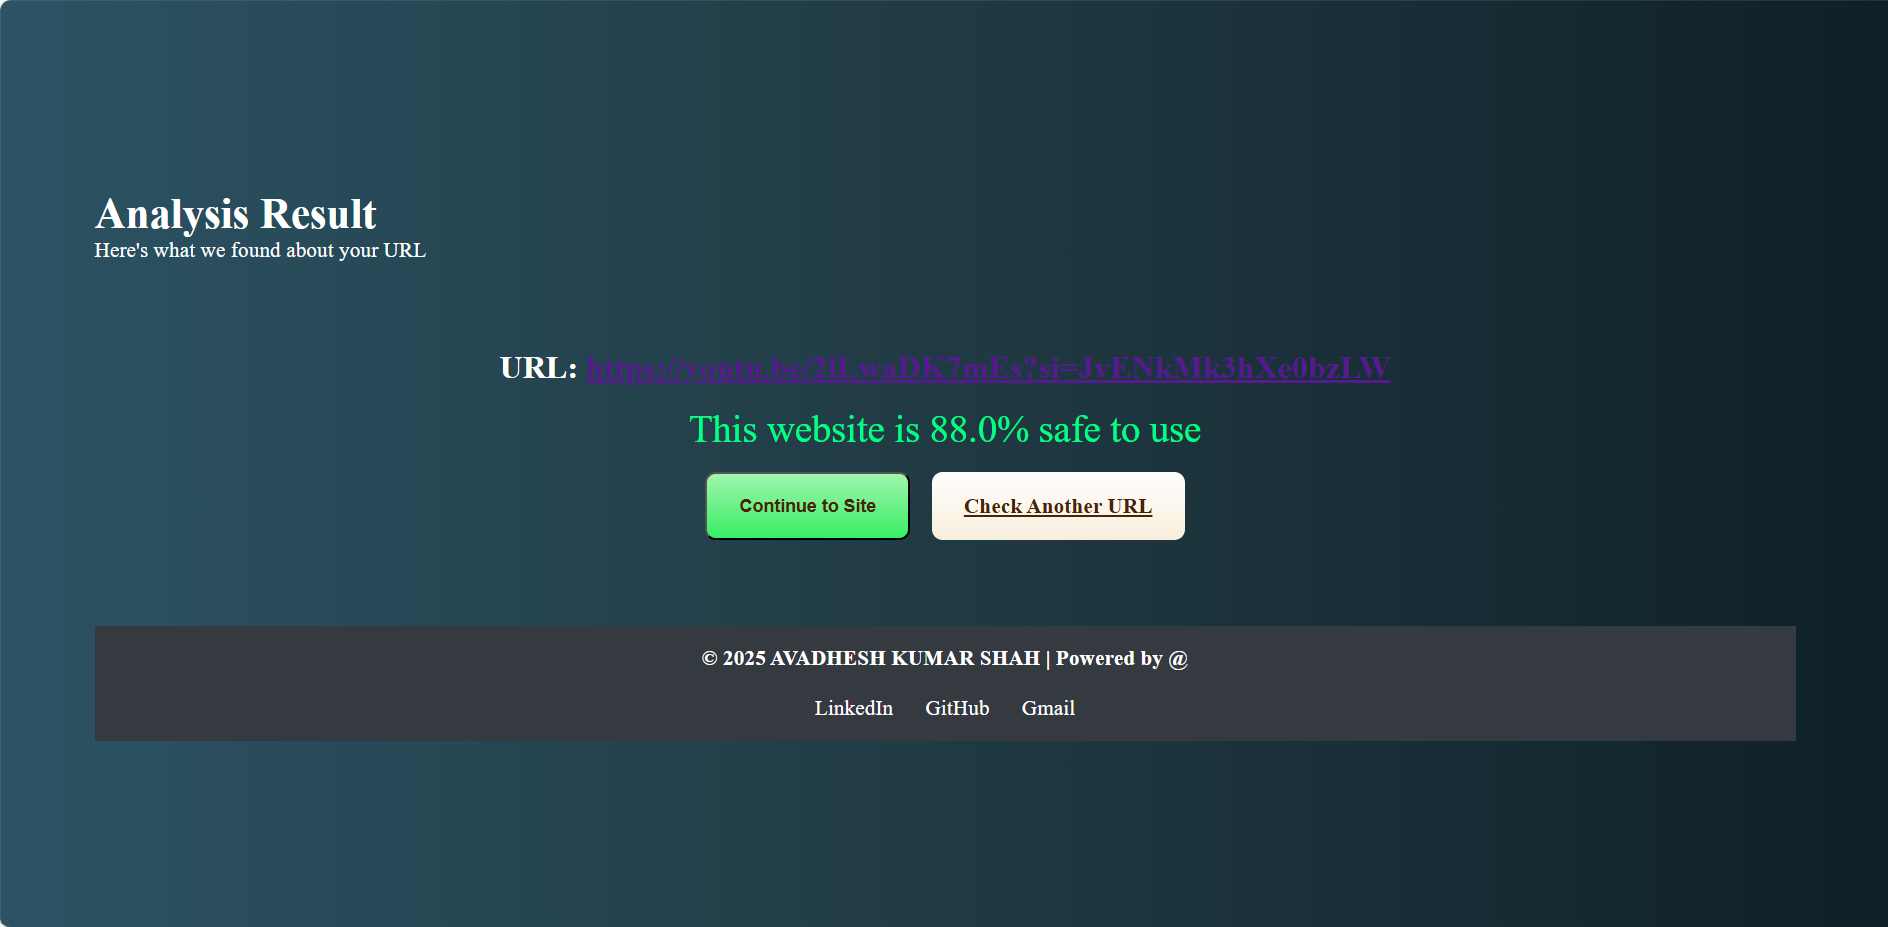 Analysis Result
Here's what we found about your URL
URL: https://youtu.be/2lLwaDK7mEs?si=JvENkMk3hXe0bzLW
This website is 88.0% safe to use
Continue to Site
Check Another URL
© 2025 AVADHESH KUMAR SHAH | Powered by @
LinkedIn GitHub Gmail